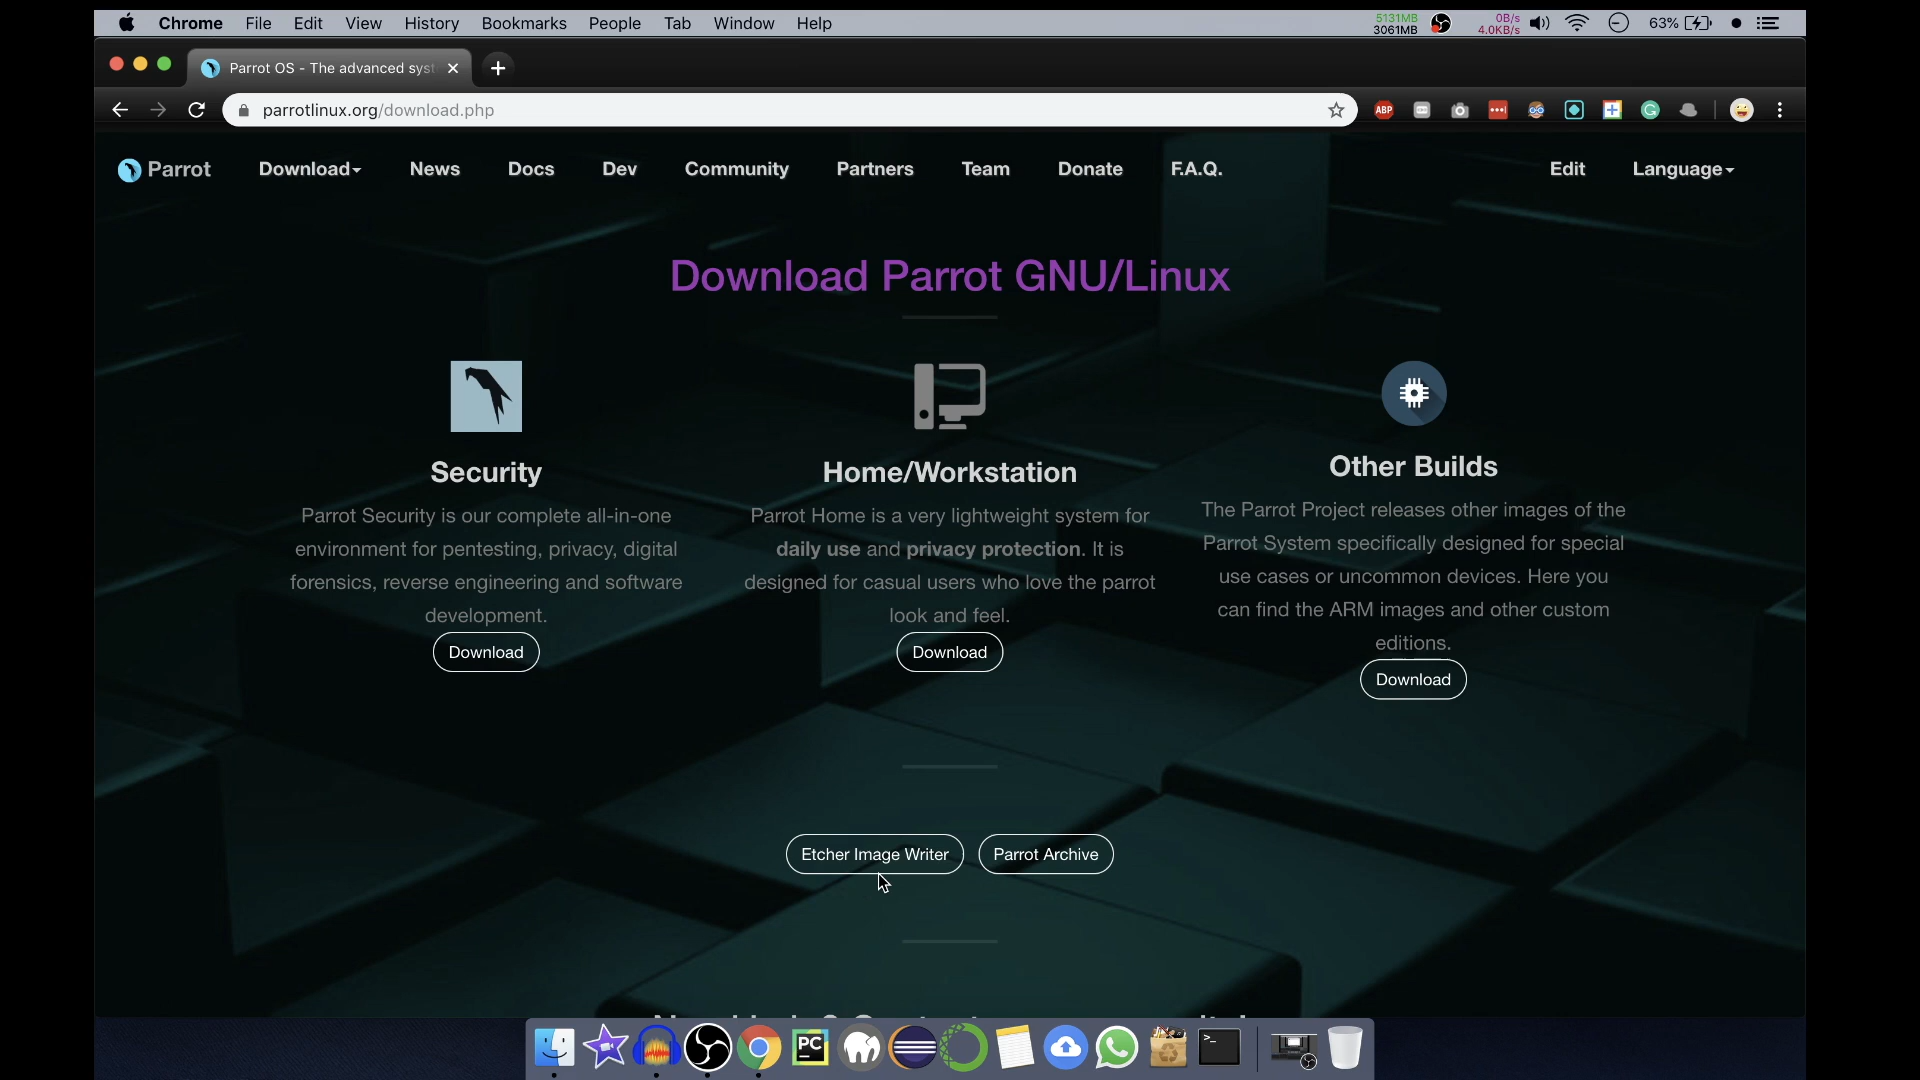 Chrome File Edit View History Bookmarks People Tab Window Help
5131MB
3061MB
0B/s
4.0KB/s
63%
Parrot OS - The advanced syst
parrotlinux.org/download.php
ABP
Parrot Download News Docs Dev Community Partners Team Donate F.A.Q. Edit Language
Download Parrot GNU/Linux
Security
Parrot Security is our complete all-in-one
environment for pentesting, privacy, digital
forensics, reverse engineering and software
development.
Download
Home/Workstation
Parrot Home is a very lightweight system for
daily use and privacy protection. It is
designed for casual users who love the parrot
look and feel.
Download
Other Builds
The Parrot Project releases other images of the
Parrot System specifically designed for special
use cases or uncommon devices. Here you
can find the ARM images and other custom
editions.
Download
Etcher Image Writer Parrot Archive
PC